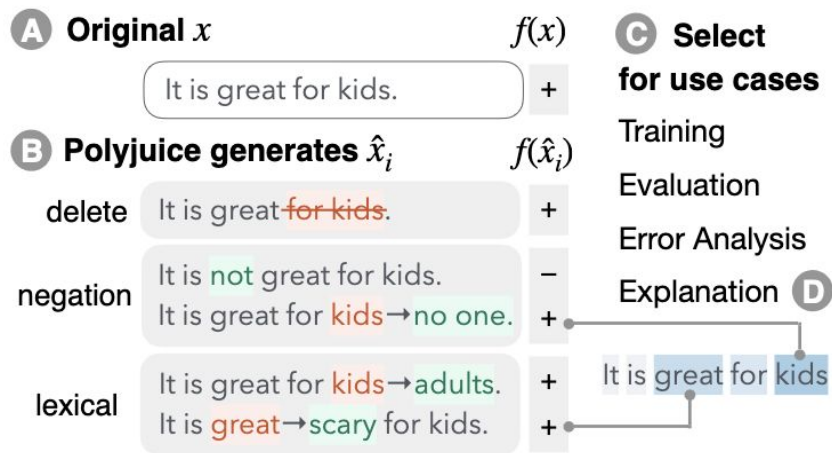 A Original x f(x)
It is great for kids. +
B Polyjuice generates x̂ᵢ f(x̂ᵢ)
delete It is great for kids. +
negation
It is not great for kids. −
It is great for kids→no one. +
lexical
It is great for kids→adults. +
It is great→scary for kids. +
C Select
for use cases
Training
Evaluation
Error Analysis
Explanation D
It is great for kids